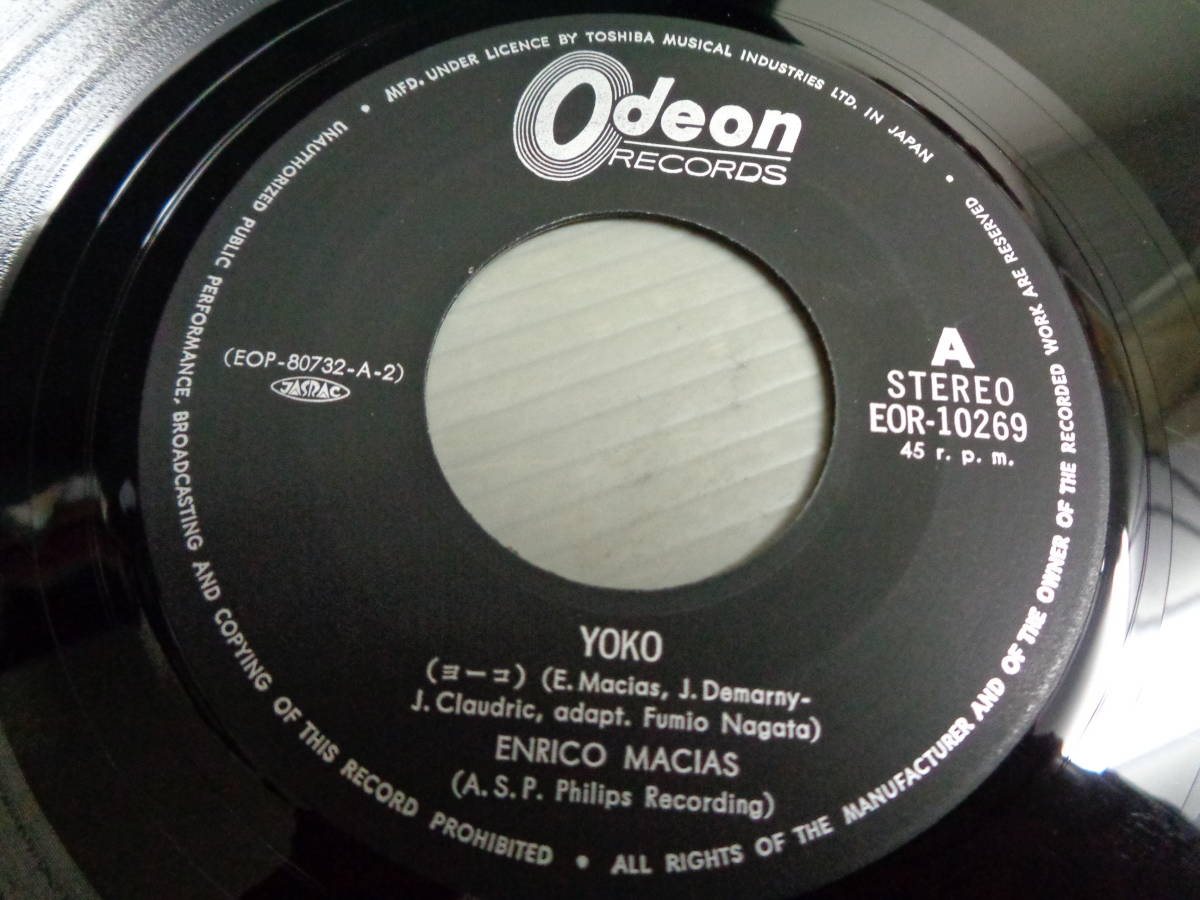 MFD. UNDER LICENCE BY TOSHIBA MUSICAL INDUSTRIES LTD. IN JAPAN
Odeon
RECORDS
(EOP-80732-A-2)
JASRAC
A
STEREO
EOR-10269
45 r. p. m.
YOKO
(ヨーコ) (E. Macias, J. Demarny-
J. Claudric, adapt. Fumio Nagata)
ENRICO MACIAS
(A. S. P. Philips Recording)
UNAUTHORIZED PUBLIC PERFORMANCE, BROADCASTING AND COPYING OF THIS RECORD PROHIBITED • ALL RIGHTS OF THE MANUFACTURER AND OF THE OWNER OF THE RECORDED WORK ARE RESERVED •